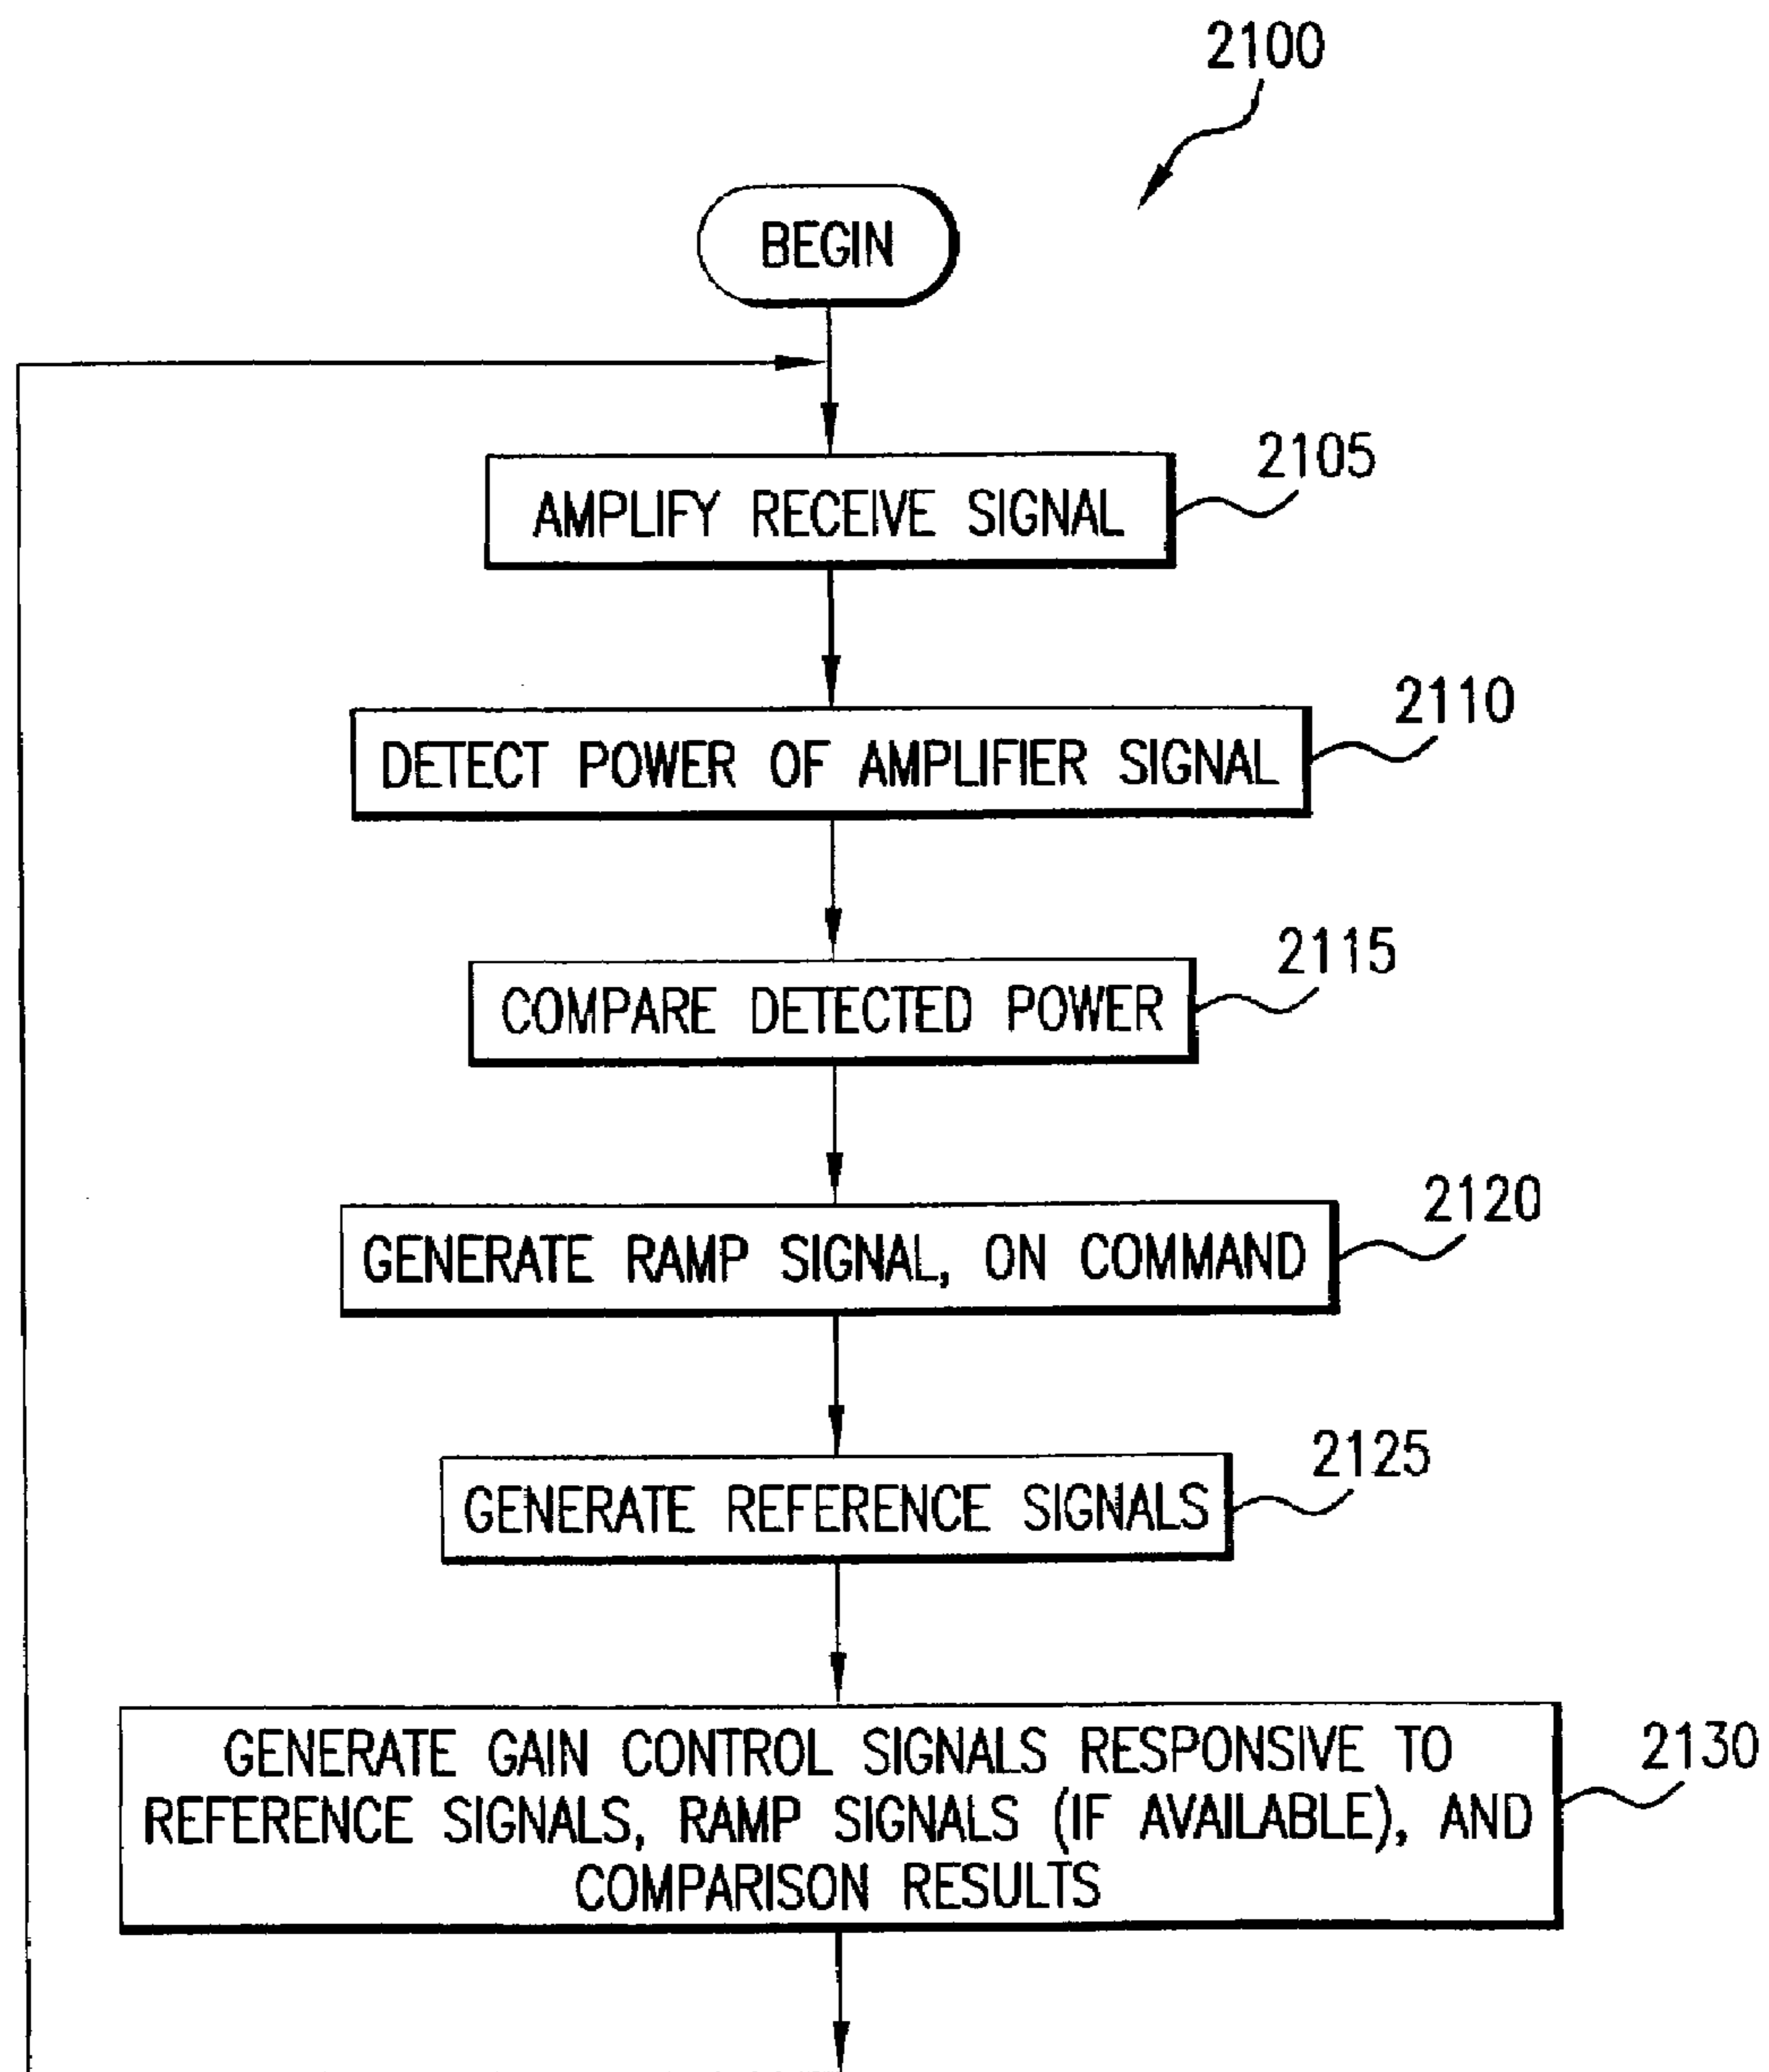 2100
BEGIN
2105
AMPLIFY RECEIVE SIGNAL
2110
DETECT POWER OF AMPLIFIER SIGNAL
2115
COMPARE DETECTED POWER
2120
GENERATE RAMP SIGNAL, ON COMMAND
2125
GENERATE REFERENCE SIGNALS
2130
GENERATE GAIN CONTROL SIGNALS RESPONSIVE TO
REFERENCE SIGNALS, RAMP SIGNALS (IF AVAILABLE), AND
COMPARISON RESULTS